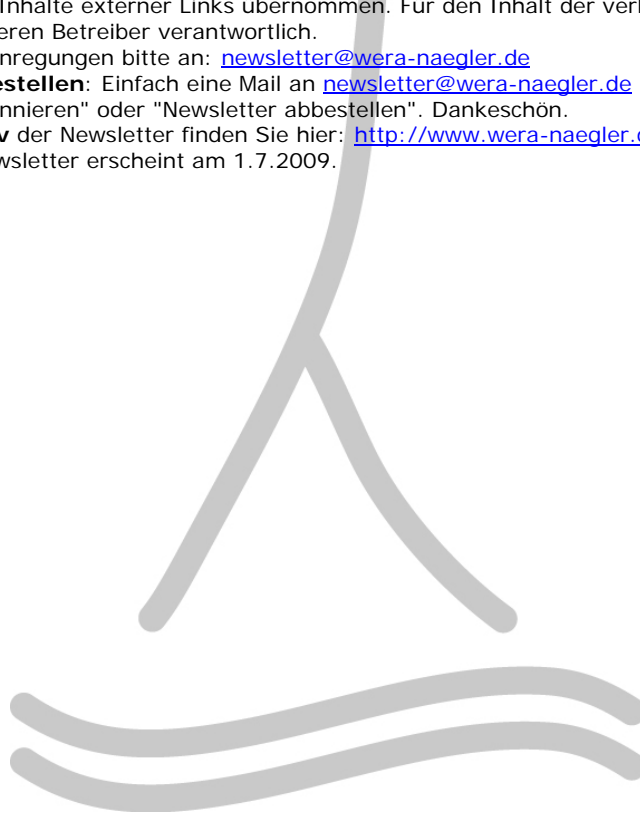 Inhalte externer Links übernommen. Für den Inhalt der verl
eren Betreiber verantwortlich.
nregungen bitte an: newsletter@wera-naegler.de
estellen: Einfach eine Mail an newsletter@wera-naegler.de
nnieren" oder "Newsletter abbestellen". Dankeschön.
v der Newsletter finden Sie hier: http://www.wera-naegler.d
wsletter erscheint am 1.7.2009.